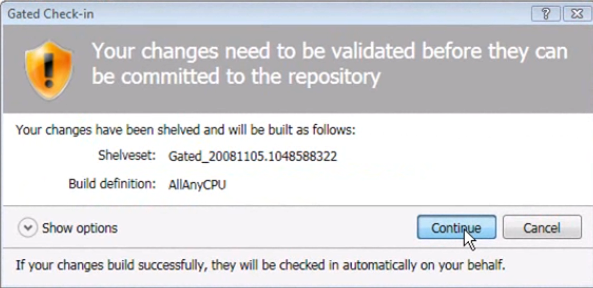 Gated Check-in
Your changes need to be validated before they can
be committed to the repository
Your changes have been shelved and will be built as follows:
Shelveset: Gated_20081105.1048588322
Build definition: AllAnyCPU
Show options
Continue
Cancel
If your changes build successfully, they will be checked in automatically on your behalf.